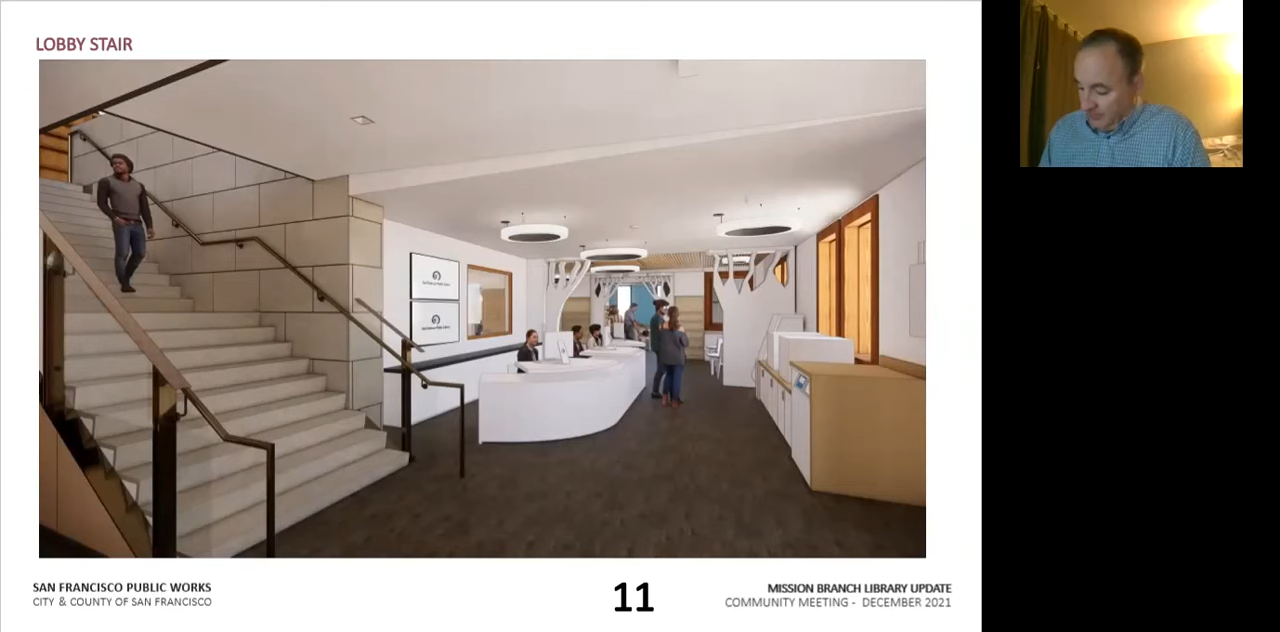 LOBBY STAIR
SAN FRANCISCO PUBLIC WORKS
CITY & COUNTY OF SAN FRANCISCO
11
MISSION BRANCH LIBRARY UPDATE
COMMUNITY MEETING - DECEMBER 2021